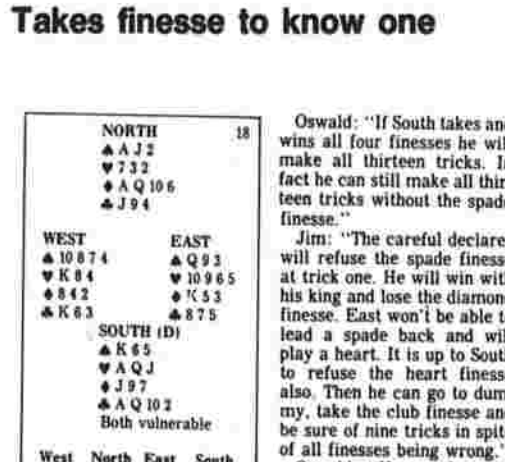 Takes finesse to know one
NORTH 18
♠ A J 2
♥ 7 3 2
♦ A Q 10 6
♣ J 9 4
WEST EAST
♠ 10 8 7 4 ♠ Q 9 3
♥ K 8 4 ♥ 10 9 6 5
♦ 8 4 2 ♦ K 5 3
♣ K 6 3 ♣ 8 7 5
SOUTH (D)
♠ K 6 5
♥ A Q J
♦ J 9 7
♣ A Q 10 2
Both vulnerable
West North East South
Oswald: "If South takes and
wins all four finesses he wil
make all thirteen tricks. I
fact he can still make all thir
teen tricks without the spade
finesse."
Jim: "The careful declare
will refuse the spade finesse
at trick one. He will win with
his king and lose the diamon
finesse. East won't be able t
lead a spade back and wil
play a heart. It is up to Sout
to refuse the heart finess
also. Then he can go to dum
my, take the club finesse an
be sure of nine tricks in spit
of all finesses being wrong."